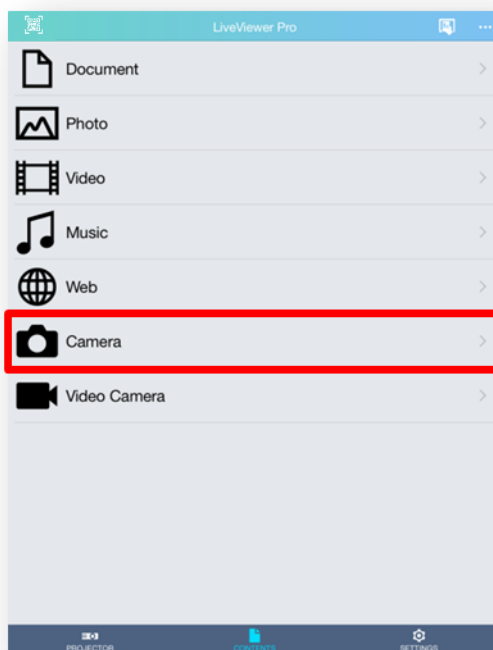 LiveViewer Pro
Document
Photo
Video
Music
Web
Camera
Video Camera
PROJECTOR
CONTENTS
SETTINGS